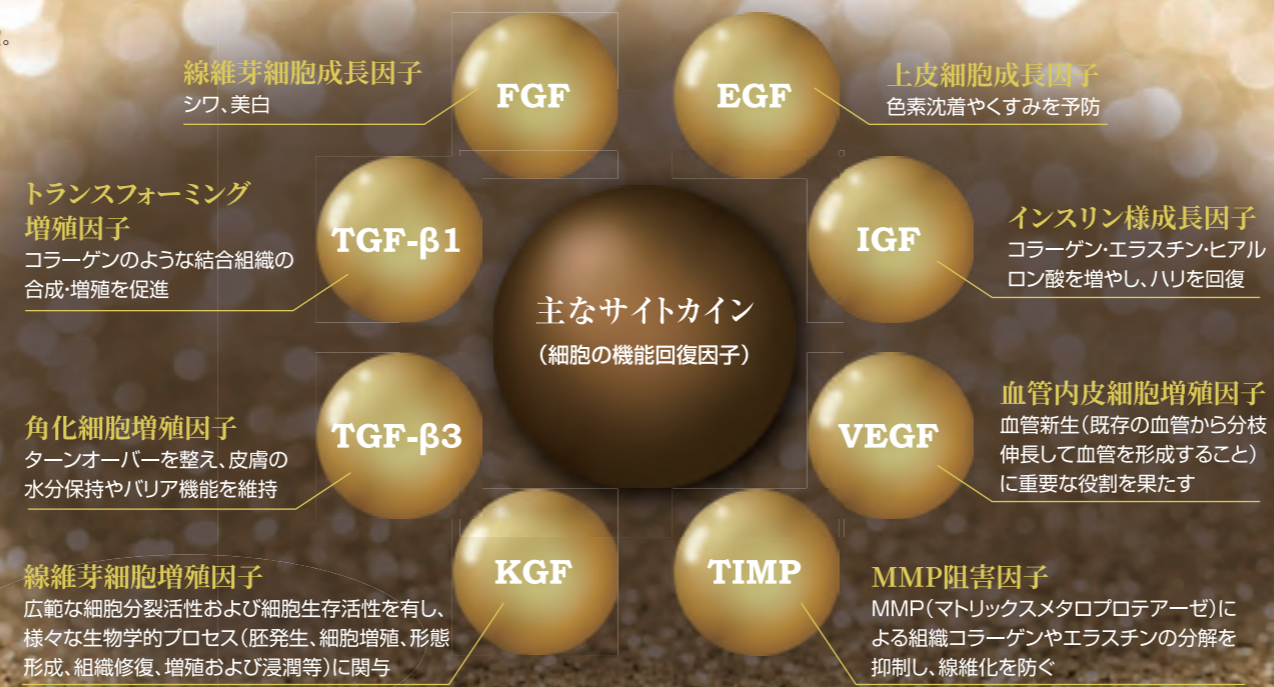 。
線維芽細胞成長因子
シワ、美白
FGF
EGF
上皮細胞成長因子
色素沈着やくすみを予防
トランスフォーミング
増殖因子
コラーゲンのような結合組織の
合成・増殖を促進
TGF-β1
IGF
インスリン様成長因子
コラーゲン・エラスチン・ヒアル
ロン酸を増やし、ハリを回復
主なサイトカイン
（細胞の機能回復因子）
角化細胞増殖因子
ターンオーバーを整え、皮膚の
水分保持やバリア機能を維持
TGF-β3
VEGF
血管内皮細胞増殖因子
血管新生（既存の血管から分枝
伸長して血管を形成すること）
に重要な役割を果たす
線維芽細胞増殖因子
広範な細胞分裂活性および細胞生存活性を有し、
様々な生物学的プロセス（胚発生、細胞増殖、形態
形成、組織修復、増殖および浸潤等）に関与
KGF
TIMP
MMP阻害因子
MMP（マトリックスメタロプロテアーゼ）に
よる組織コラーゲンやエラスチンの分解を
抑制し、線維化を防ぐ